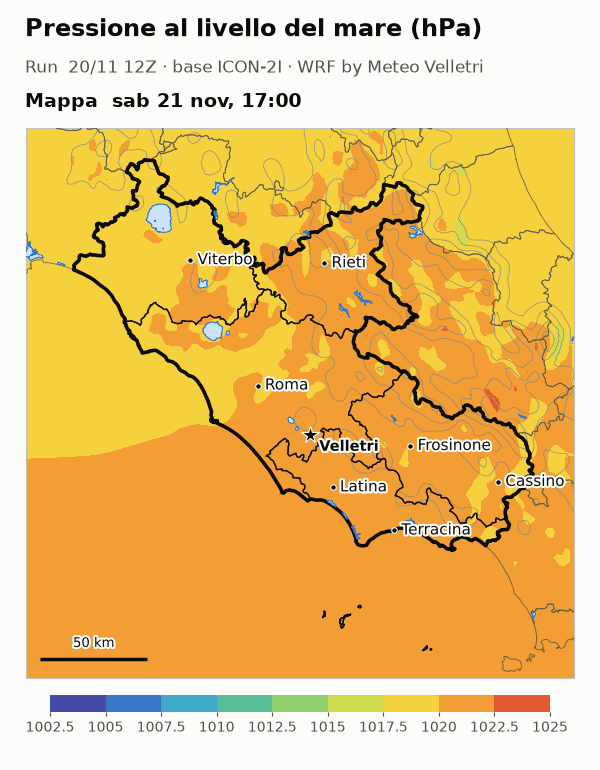 Pressione al livello del mare (hPa)
Run  20/11 12Z · base ICON-2I · WRF by Meteo Velletri
Mappa  sab 21 nov, 17:00
Viterbo
Rieti
Roma
Velletri
Frosinone
Cassino
Latina
Terracina
50 km
1002.5 1005 1007.5 1010 1012.5 1015 1017.5 1020 1022.5 1025